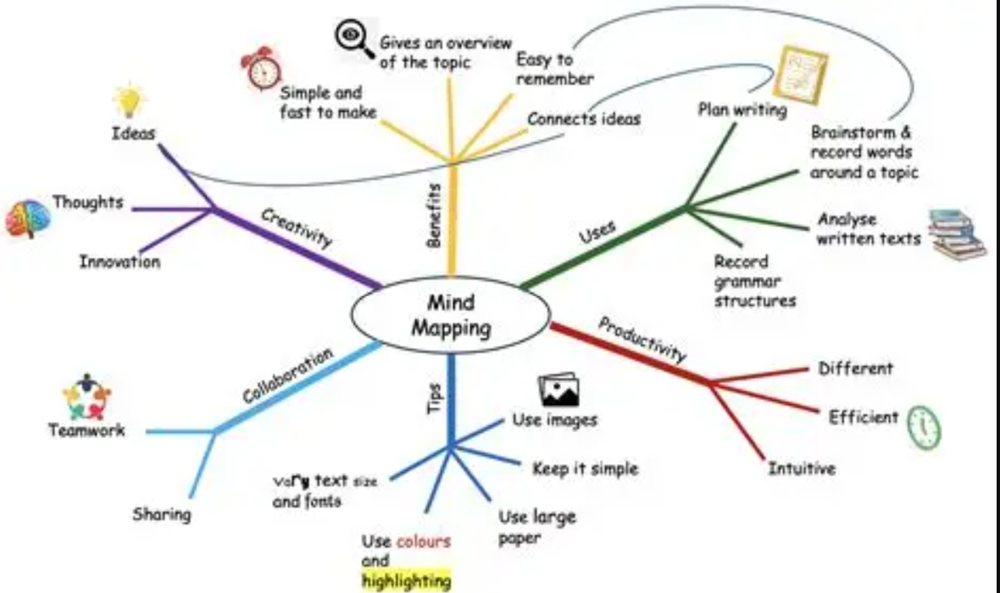 Mind
Mapping
Creativity
Ideas
Thoughts
Innovation
Benefits
Simple and
fast to make
Gives an overview
of the topic
Easy to
remember
Connects ideas
Uses
Plan writing
Brainstorm &
record words
around a topic
Analyse
written texts
Record
grammar
structures
Productivity
Different
Efficient
Intuitive
Tips
Use images
Keep it simple
Use large
paper
Use colours
and
highlighting
vary text size
and fonts
Collaboration
Teamwork
Sharing